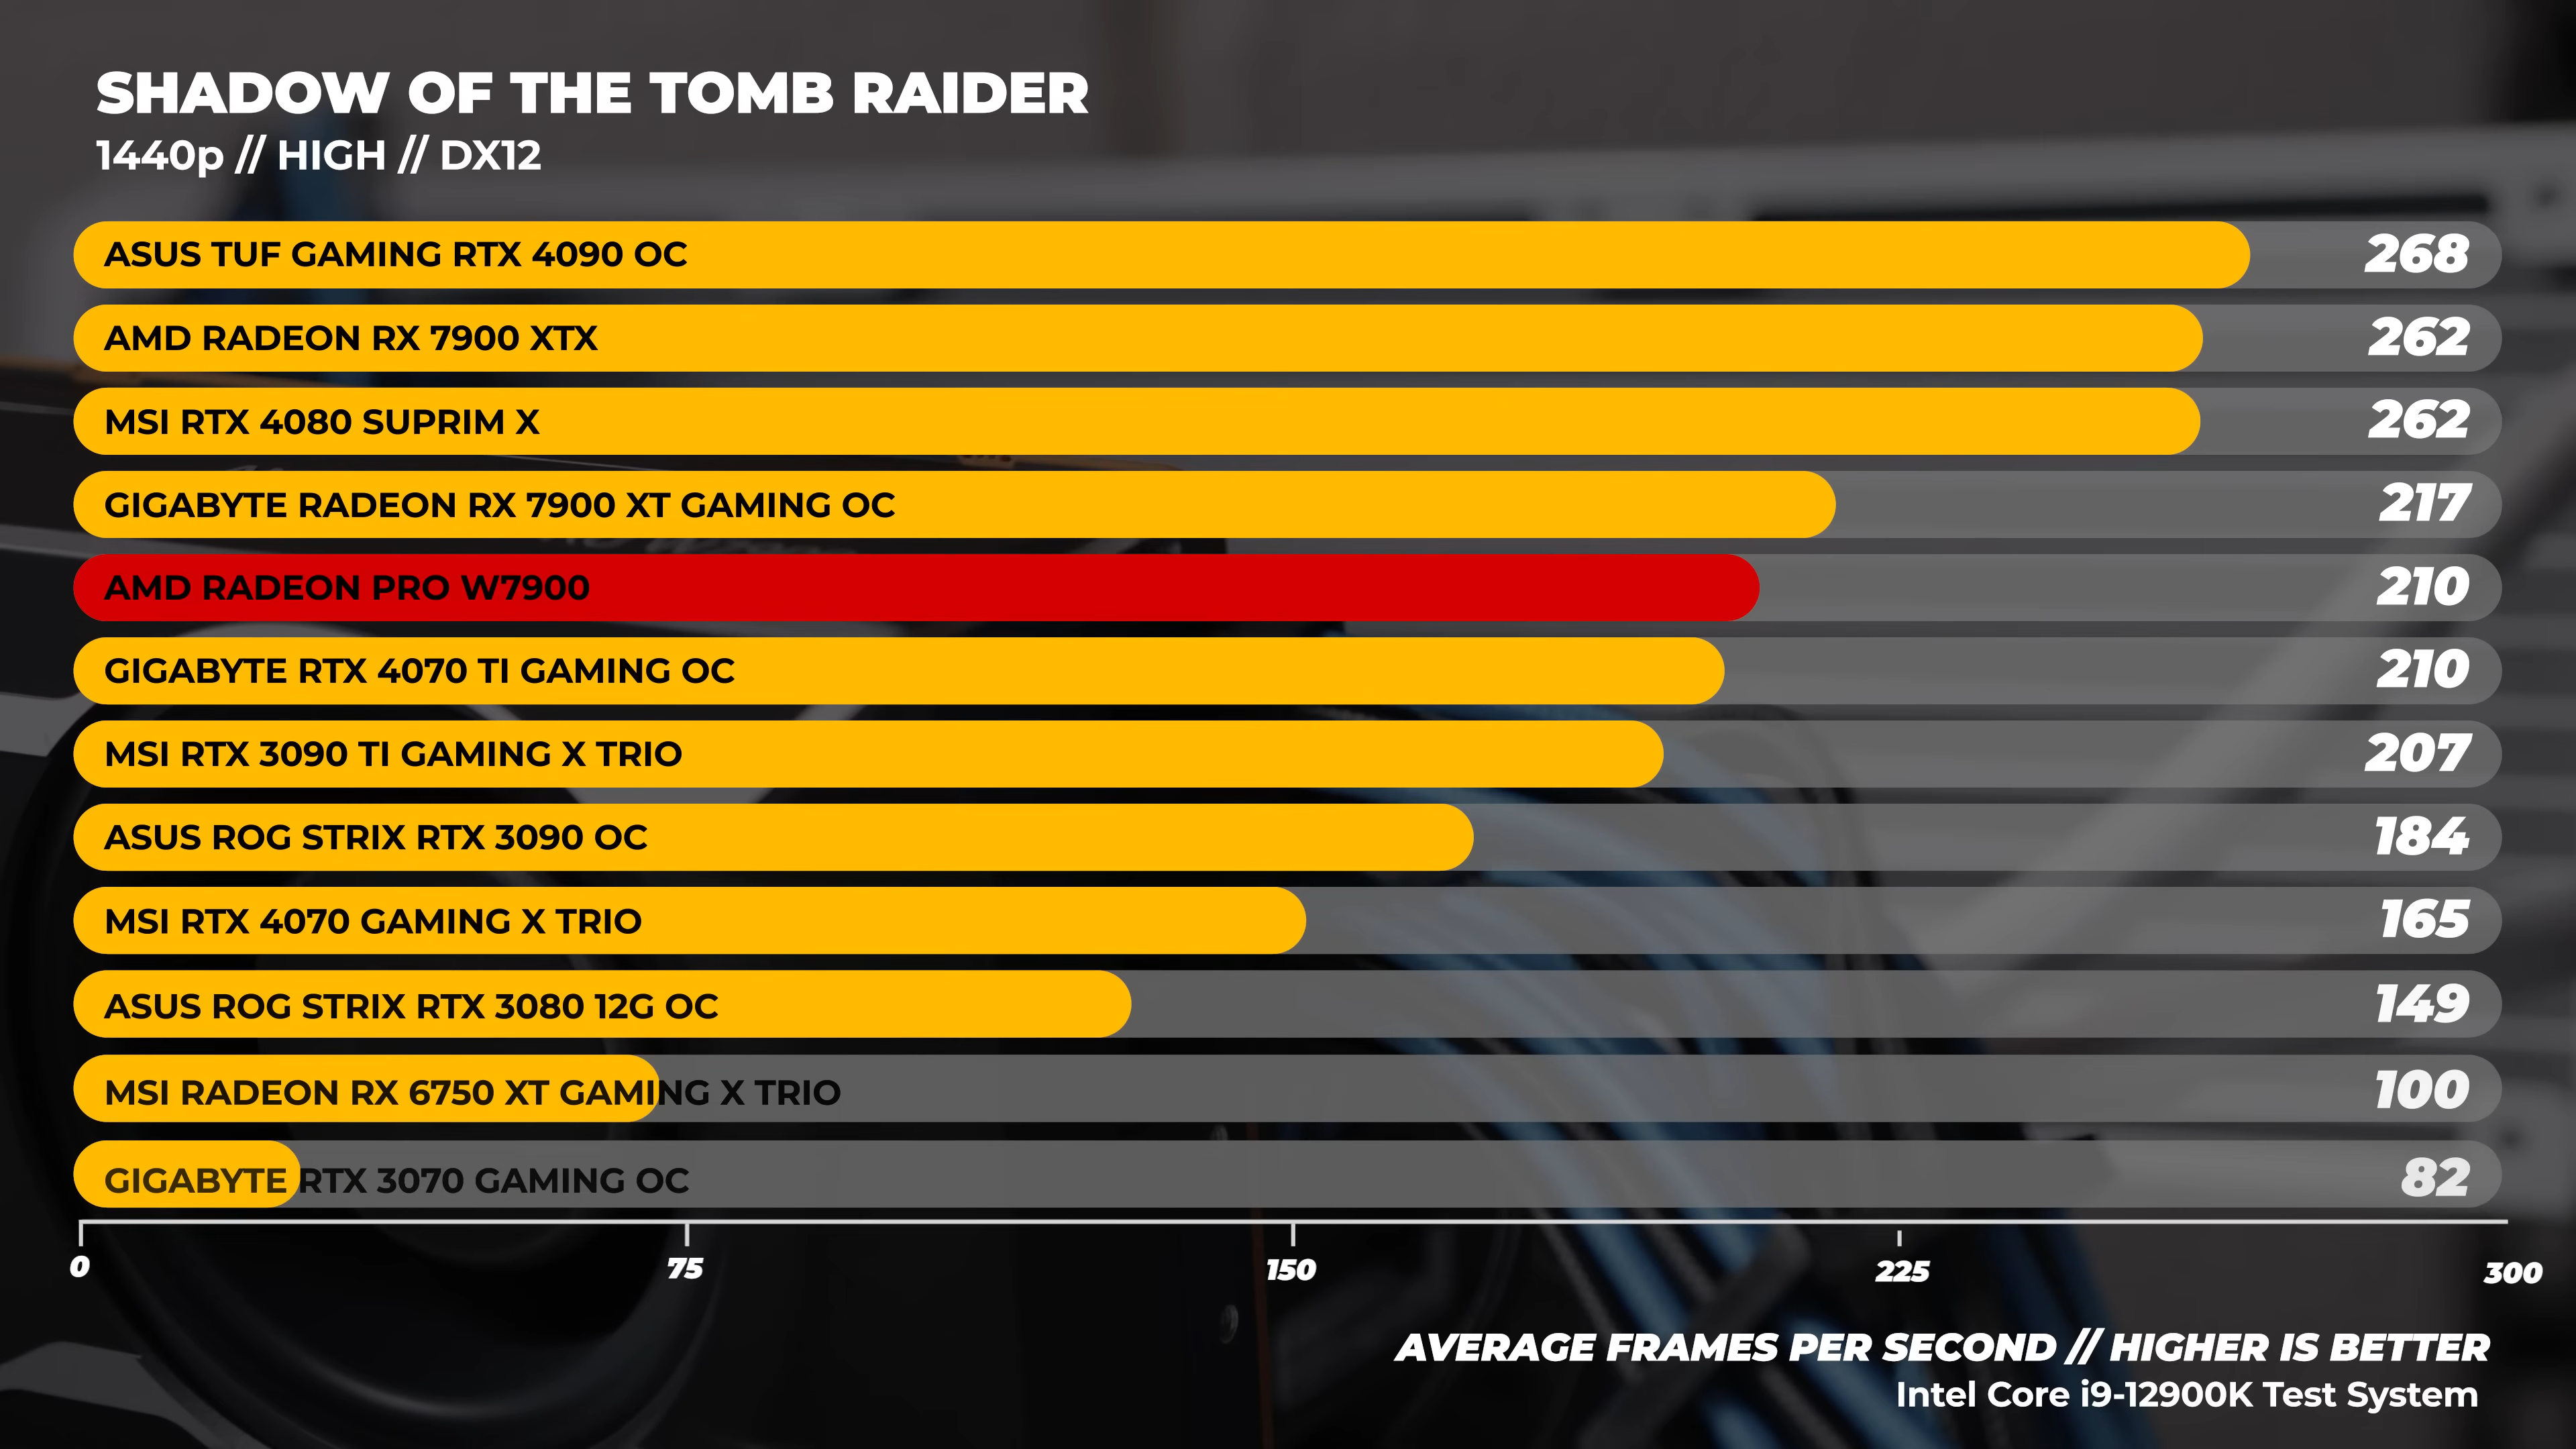 SHADOW OF THE TOMB RAIDER
1440p // HIGH // DX12
ASUS TUF GAMING RTX 4090 OC 268
AMD RADEON RX 7900 XTX 262
MSI RTX 4080 SUPRIM X 262
GIGABYTE RADEON RX 7900 XT GAMING OC 217
AMD RADEON PRO W7900 210
GIGABYTE RTX 4070 TI GAMING OC 210
MSI RTX 3090 TI GAMING X TRIO 207
ASUS ROG STRIX RTX 3090 OC 184
MSI RTX 4070 GAMING X TRIO 165
ASUS ROG STRIX RTX 3080 12G OC 149
MSI RADEON RX 6750 XT GAMING X TRIO 100
GIGABYTE RTX 3070 GAMING OC 82
0 75 150 225 300
AVERAGE FRAMES PER SECOND // HIGHER IS BETTER
Intel Core i9-12900K Test System